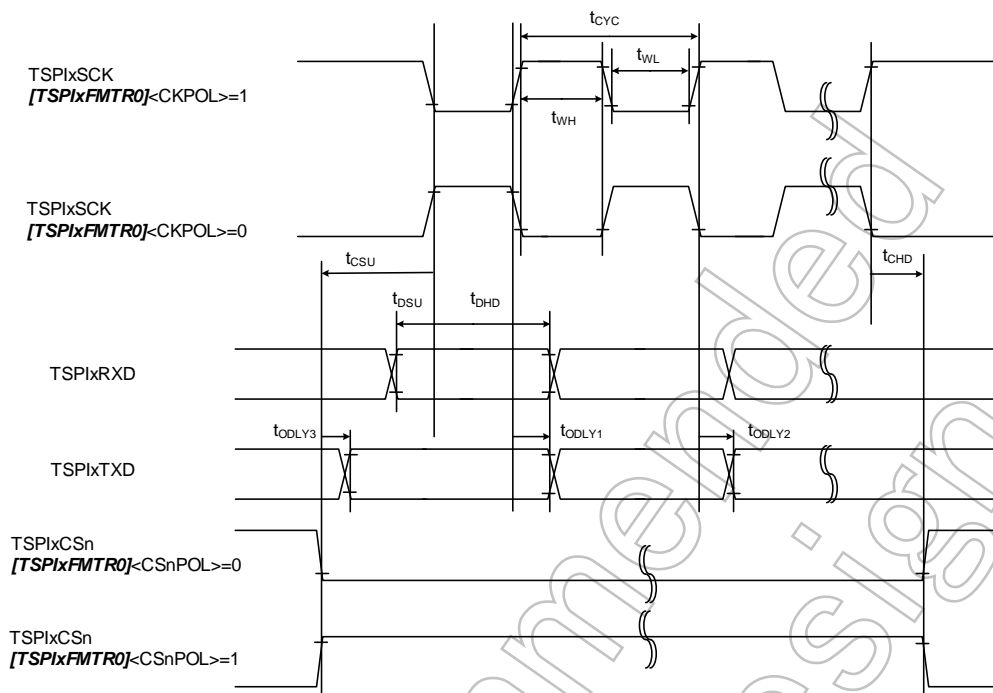 tCYC
tWL
TSPIxSCK
[TSPIxFMTR0]<CKPOL>=1
tWH
TSPIxSCK
[TSPIxFMTR0]<CKPOL>=0
tCSU
tCHD
tDSU
tDHD
TSPIxRXD
tODLY3
tODLY1
tODLY2
TSPIxTXD
TSPIxCSn
[TSPIxFMTR0]<CSnPOL>=0
TSPIxCSn
[TSPIxFMTR0]<CSnPOL>=1